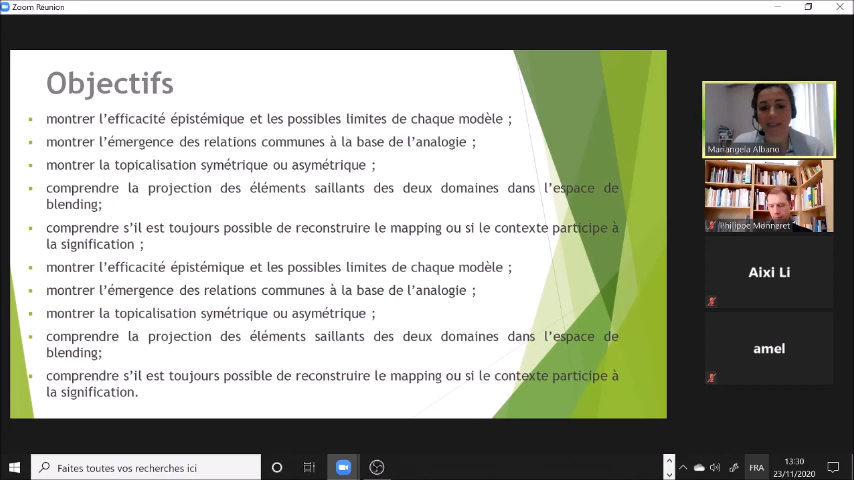 Zoom Réunion
Objectifs
montrer l'efficacité épistémique et les possibles limites de chaque modèle ;
montrer l'émergence des relations communes à la base de l'analogie ;
montrer la topicalisation symétrique ou asymétrique ;
comprendre la projection des éléments saillants des deux domaines dans l'espace de
blending;
comprendre s'il est toujours possible de reconstruire le mapping ou si le contexte participe à
la signification ;
montrer l'efficacité épistémique et les possibles limites de chaque modèle ;
montrer l'émergence des relations communes à la base de l'analogie ;
montrer la topicalisation symétrique ou asymétrique ;
comprendre la projection des éléments saillants des deux domaines dans l'espace de
blending;
comprendre s'il est toujours possible de reconstruire le mapping ou si le contexte participe à
la signification.
Mariangela Albano
Philippe Monneret
Aixi Li
amel
Faites toutes vos recherches ici
FRA
13:30
23/11/2020